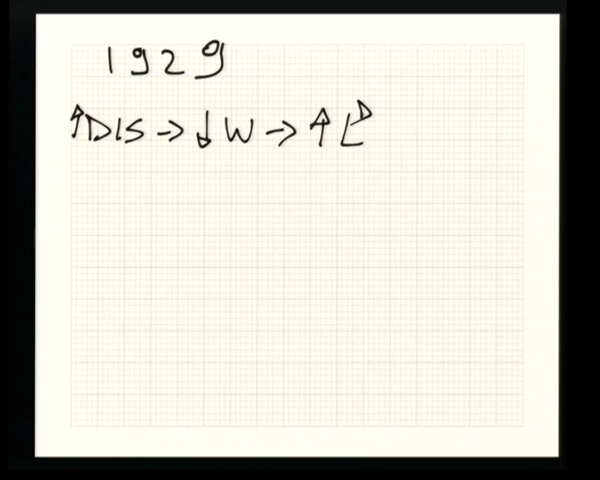 1929
↑DIS → ↓ W → ↑ L^D